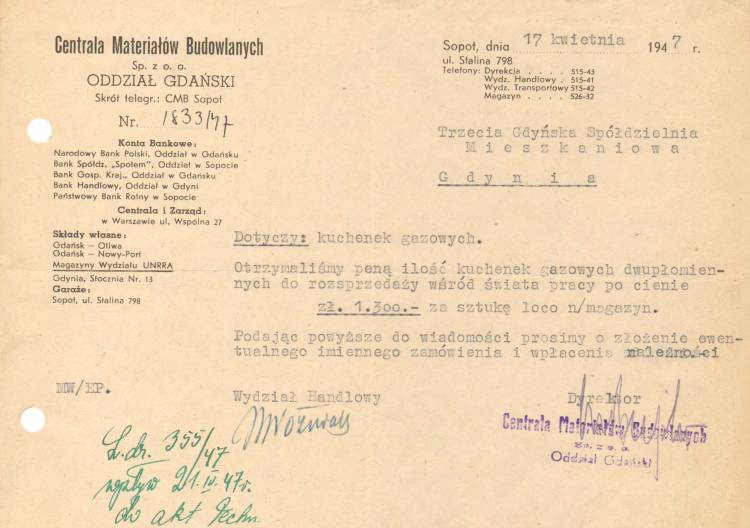 Centrala Materiałów Budowlanych
Sp. z o. o.
ODDZIAŁ GDAŃSKI
Skrót telegr.: CMB Sopot
Nr. 1833/47
Konta Bankowe:
Narodowy Bank Polski, Oddział w Gdańsku
Bank Spółdz. „Społem”, Oddział w Sopocie
Bank Gosp. Kraj., Oddział w Gdańsku
Bank Handlowy, Oddział w Gdyni
Państwowy Bank Rolny w Sopocie
Centrala i Zarząd:
w Warszawie ul. Wspólna 27
Składy własne:
Gdańsk – Oliwa
Gdańsk – Nowy-Port
Magazyny Wydziału UNRRA
Gdynia, Słocznia Nr. 13
Garaże:
Sopot, ul. Stalina 798
Sopot, dnia 17 kwietnia 1947 r.
ul. Stalina 798
Telefony: Dyrekcja . . . . 515-43
Wydz. Handlowy . 515-41
Wydz. Transportowy 515-42
Magazyn . . . . 526-32
Trzecia Gdyńska Spółdzielnia
Mieszkaniowa
Gdynia
Dotyczy: kuchenek gazowych.
Otrzymaliśmy peną ilość kuchenek gazowych dwupłomien-
nych do rozsprzedaży wśród świata pracy po cienie
zł. 1.300.- za sztukę loco n/magazyn.
Podając powyższe do wiadomości prosimy o złożenie ewen-
tualnego imiennego zamówienia i wpłacenia należności
MW/EP.
Wydział Handlowy
Dyrektor
Centrala Materiałów Budowlanych
Sp. z o. o.
Oddział Gdański
L. dz. 355/47
wpływ 21.IV.47r.
do akt Techn.